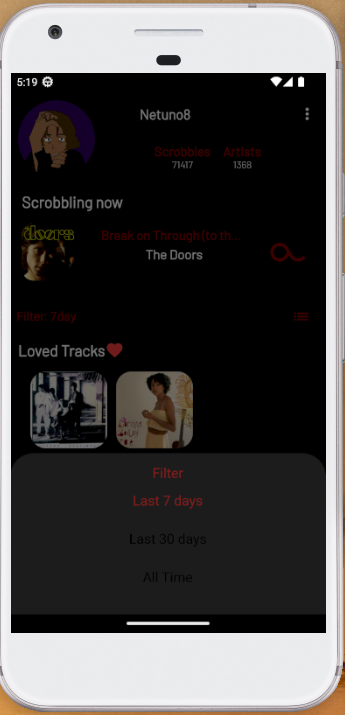 5:19
Netuno8
Scrobbles Artists
71417 1368
Scrobbling now
the doors
Break on Through (to th...
The Doors
Filter: 7day
Loved Tracks
Filter
Last 7 days
Last 30 days
All Time